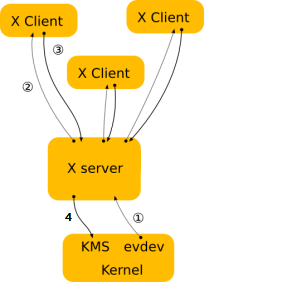 X Client
X Client
③
X Client
②
X server
4
①
KMS evdev
Kernel